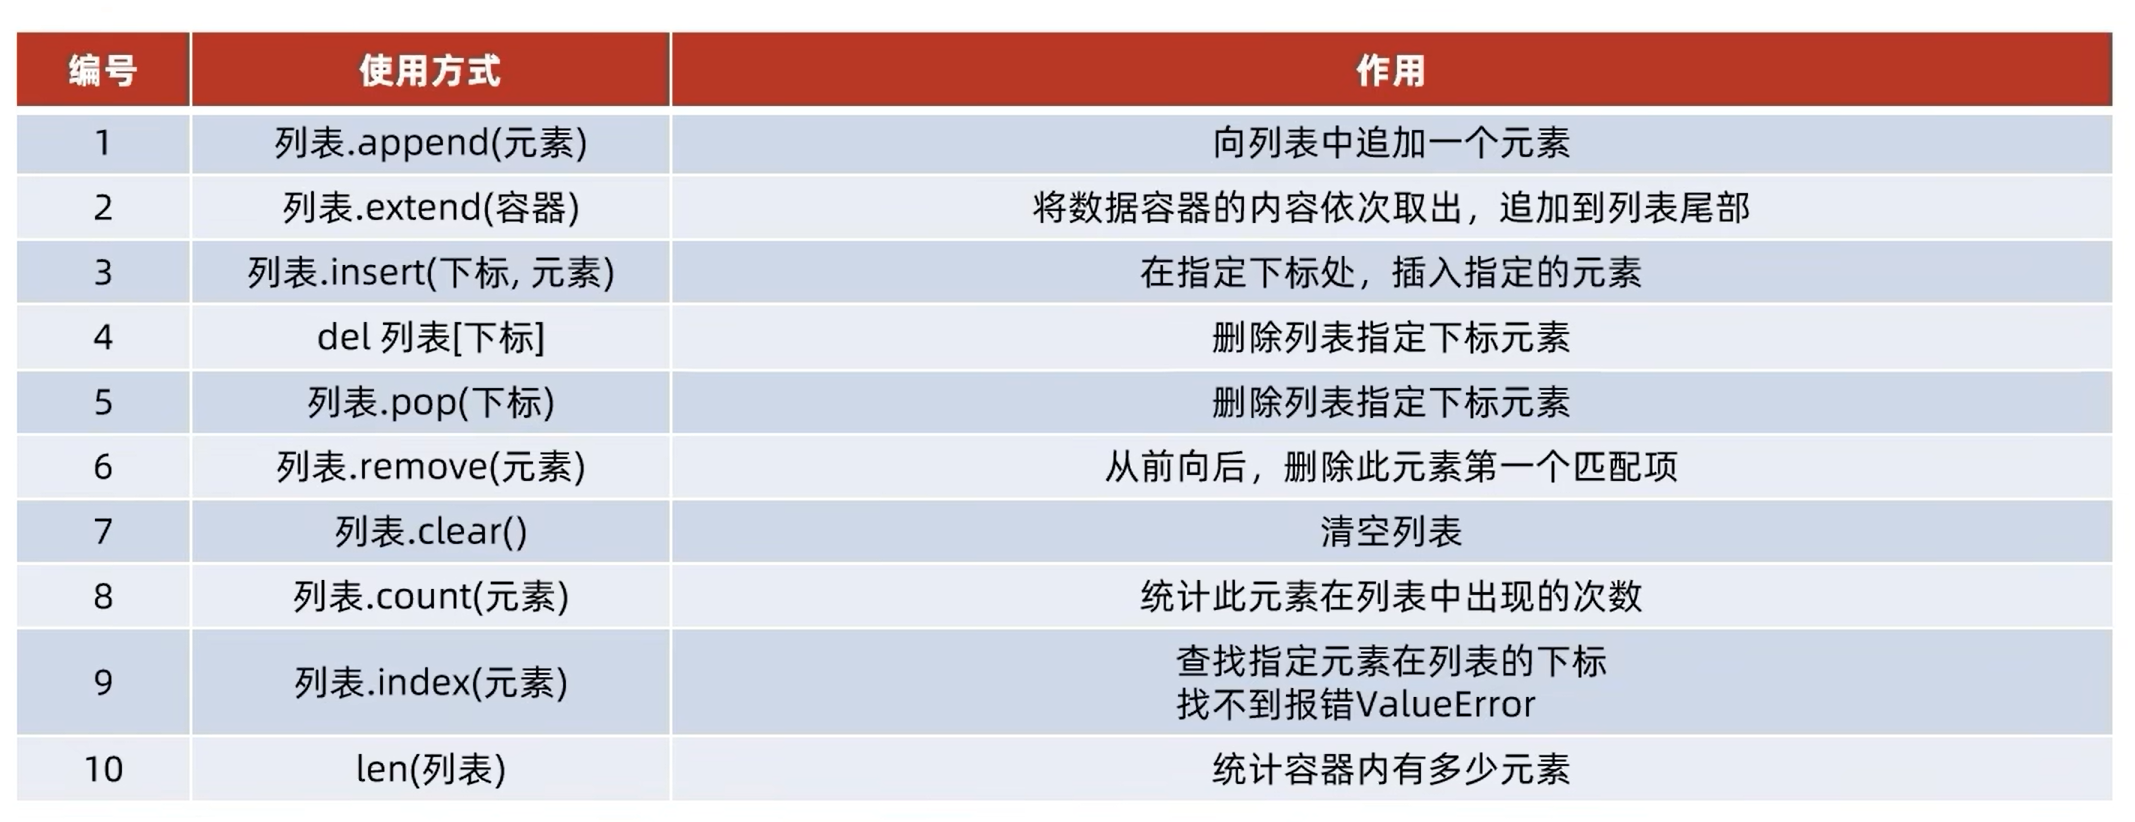 编号 使用方式 作用
1 列表.append(元素) 向列表中追加一个元素
2 列表.extend(容器) 将数据容器的内容依次取出，追加到列表尾部
3 列表.insert(下标, 元素) 在指定下标处，插入指定的元素
4 del 列表[下标] 删除列表指定下标元素
5 列表.pop(下标) 删除列表指定下标元素
6 列表.remove(元素) 从前向后，删除此元素第一个匹配项
7 列表.clear() 清空列表
8 列表.count(元素) 统计此元素在列表中出现的次数
9 列表.index(元素) 查找指定元素在列表的下标
找不到报错ValueError
10 len(列表) 统计容器内有多少元素